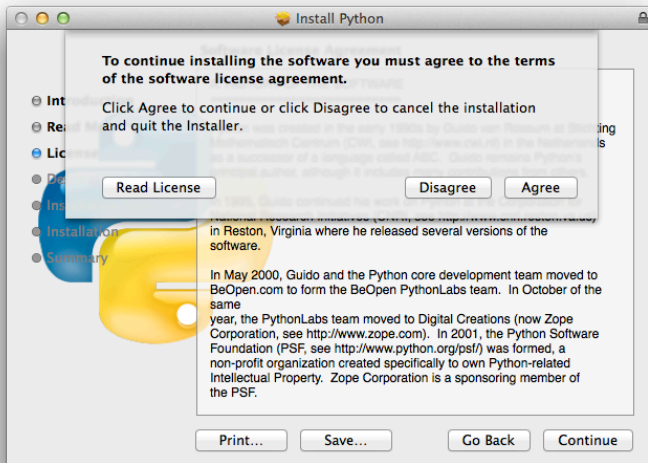 Install Python
Software License Agreement
To continue installing the software you must agree to the terms
of the software license agreement.
Click Agree to continue or click Disagree to cancel the installation
and quit the Installer.
Read License
Disagree
Agree
Introduction
Read Me
License
Installation
Summary
in Reston, Virginia where he released several versions of the
software.
In May 2000, Guido and the Python core development team moved to
BeOpen.com to form the BeOpen PythonLabs team. In October of the
same
year, the PythonLabs team moved to Digital Creations (now Zope
Corporation, see http://www.zope.com). In 2001, the Python Software
Foundation (PSF, see http://www.python.org/psf/) was formed, a
non-profit organization created specifically to own Python-related
Intellectual Property. Zope Corporation is a sponsoring member of
the PSF.
Print...
Save...
Go Back
Continue